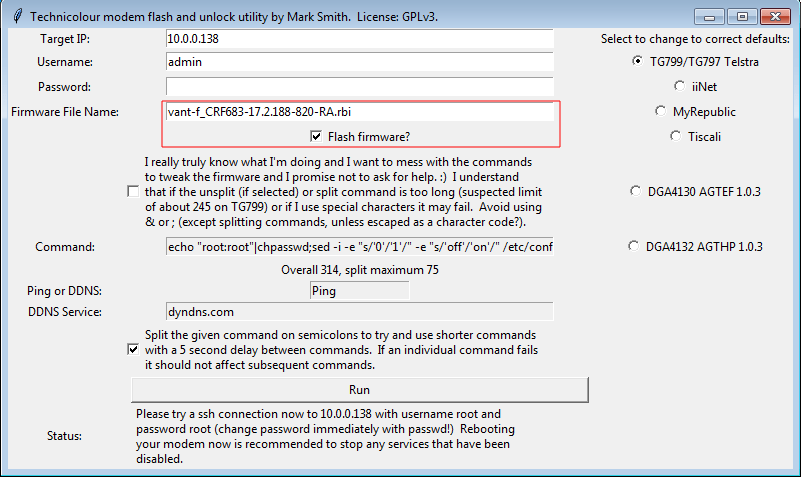 Technicolour modem flash and unlock utility by Mark Smith. License: GPLv3.
Target IP: 10.0.0.138 Select to change to correct defaults:
Username: admin TG799/TG797 Telstra
Password: iiNet
Firmware File Name: vant-f_CRF683-17.2.188-820-RA.rbi MyRepublic
Flash firmware? Tiscali
I really truly know what I'm doing and I want to mess with the commands
to tweak the firmware and I promise not to ask for help. :) I understand
that if the unsplit (if selected) or split command is too long (suspected limit DGA4130 AGTEF 1.0.3
of about 245 on TG799) or if I use special characters it may fail. Avoid using
& or ; (except splitting commands, unless escaped as a character code?).
Command: echo "root:root"|chpasswd;sed -i -e "s/'0'/'1'/" -e "s/'off'/'on'/" /etc/conf DGA4132 AGTHP 1.0.3
Overall 314, split maximum 75
Ping or DDNS: Ping
DDNS Service: dyndns.com
Split the given command on semicolons to try and use shorter commands
with a 5 second delay between commands. If an individual command fails
it should not affect subsequent commands.
Run
Please try a ssh connection now to 10.0.0.138 with username root and
Status: password root (change password immediately with passwd!) Rebooting
your modem now is recommended to stop any services that have been
disabled.